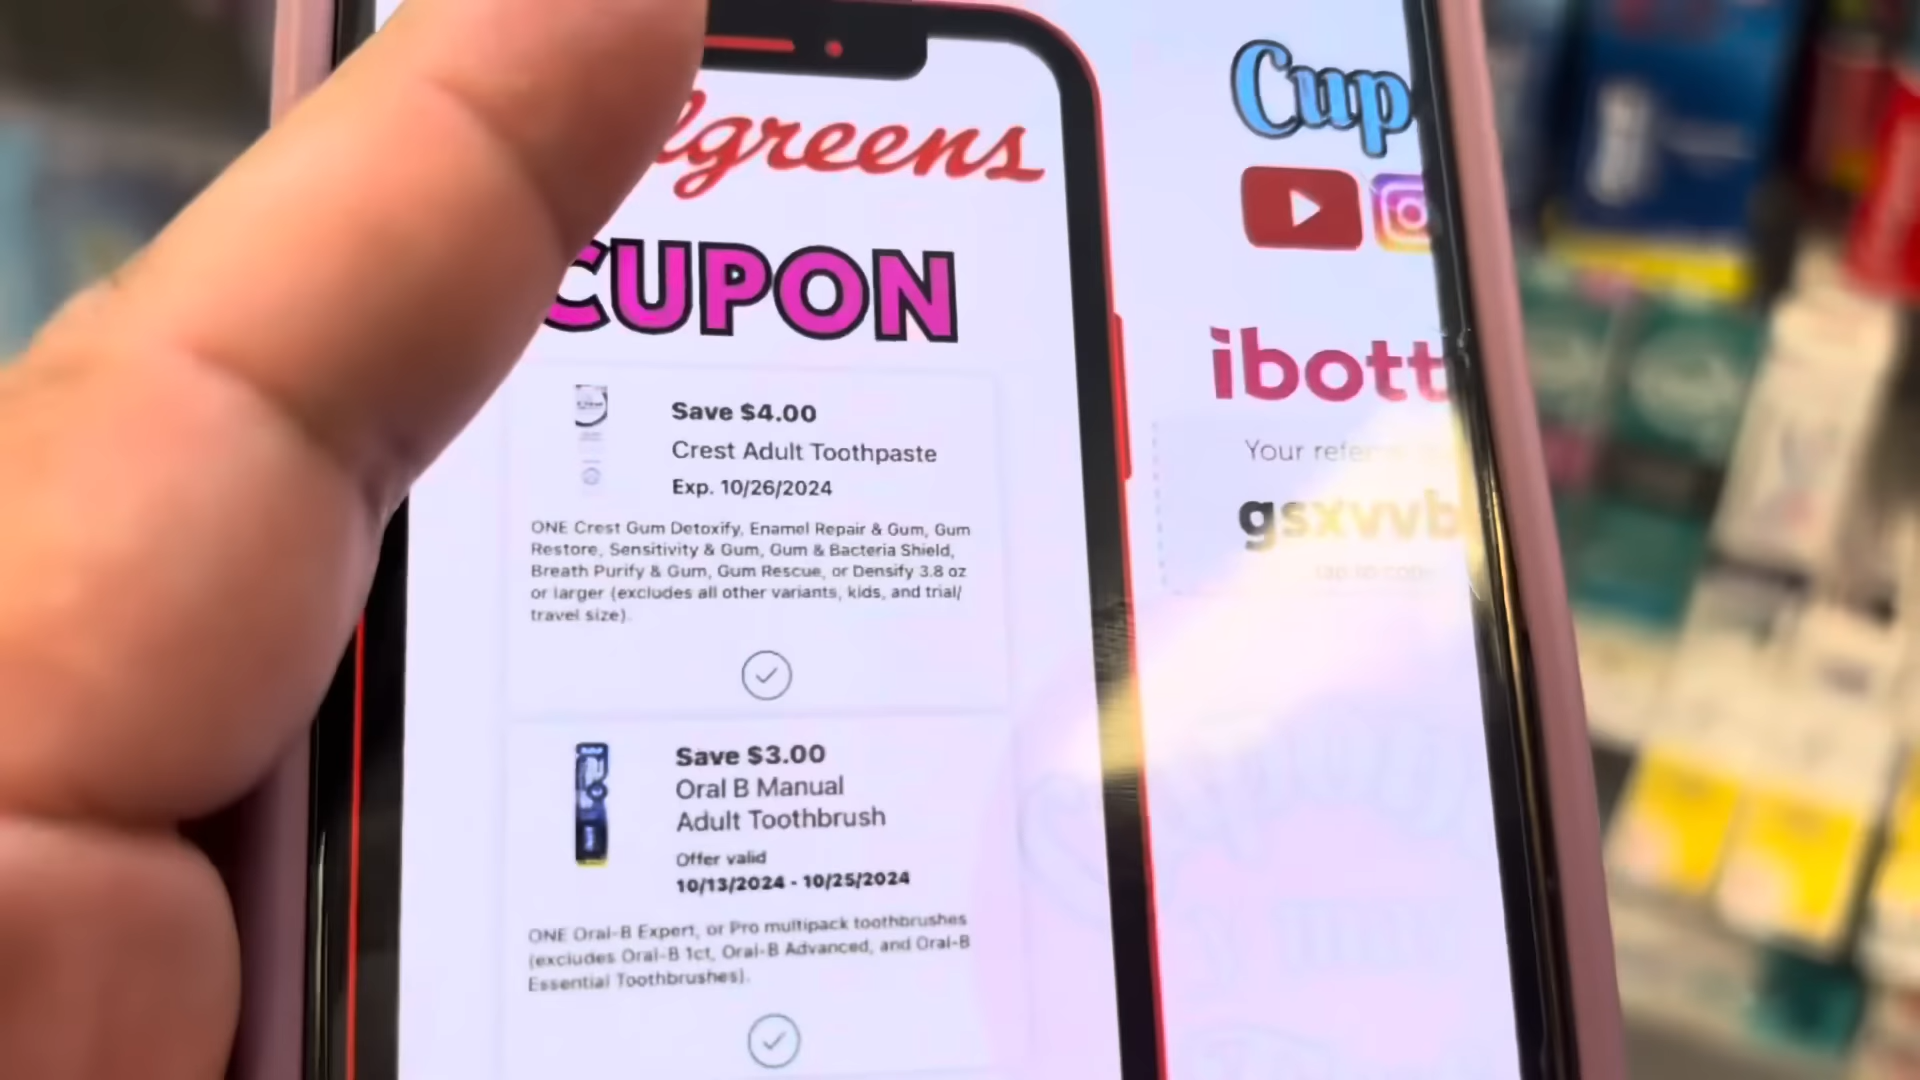 lgreens
CUPON
Save $4.00
Crest Adult Toothpaste
Exp. 10/26/2024
ONE Crest Gum Detoxify, Enamel Repair & Gum, Gum
Restore, Sensitivity & Gum, Gum & Bacteria Shield,
Breath Purify & Gum, Gum Rescue, or Densify 3.8 oz
or larger (excludes all other variants, kids, and trial/
travel size).
Save $3.00
Oral B Manual
Adult Toothbrush
Offer valid
10/13/2024 - 10/25/2024
ONE Oral-B Expert, or Pro multipack toothbrushes
(excludes Oral-B 1ct, Oral-B Advanced, and Oral-B
Essential Toothbrushes).
Cup
ibott
Your refer
gsxvvb
tap to cop